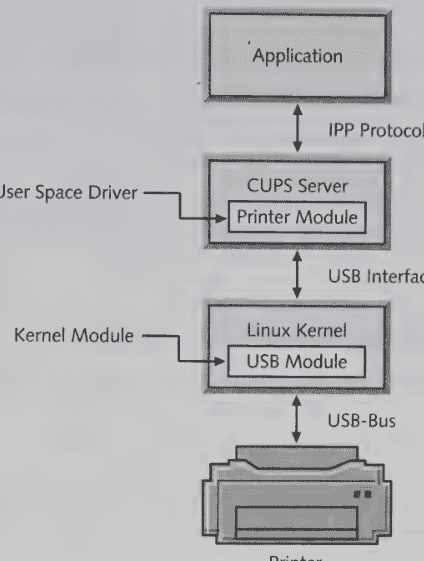 Application
IPP Protocol
CUPS Server
User Space Driver
Printer Module
USB Interfac
Linux Kernel
Kernel Module
USB Module
USB-Bus
Printer